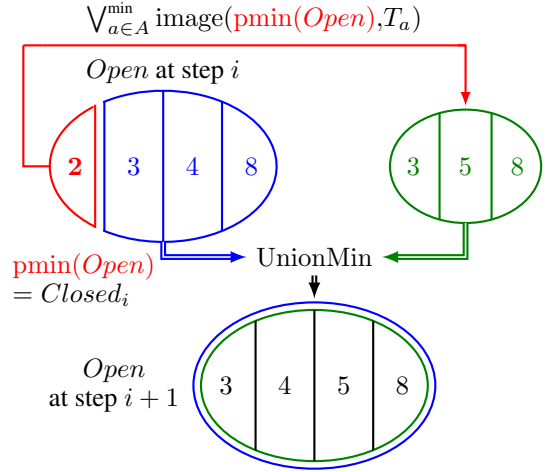 ⋁^min_{a∈A} image(pmin(Open),T_a)
Open at step i
2 3 4 8
3 5 8
UnionMin
pmin(Open)
= Closed_i
Open
at step i + 1
3 4 5 8